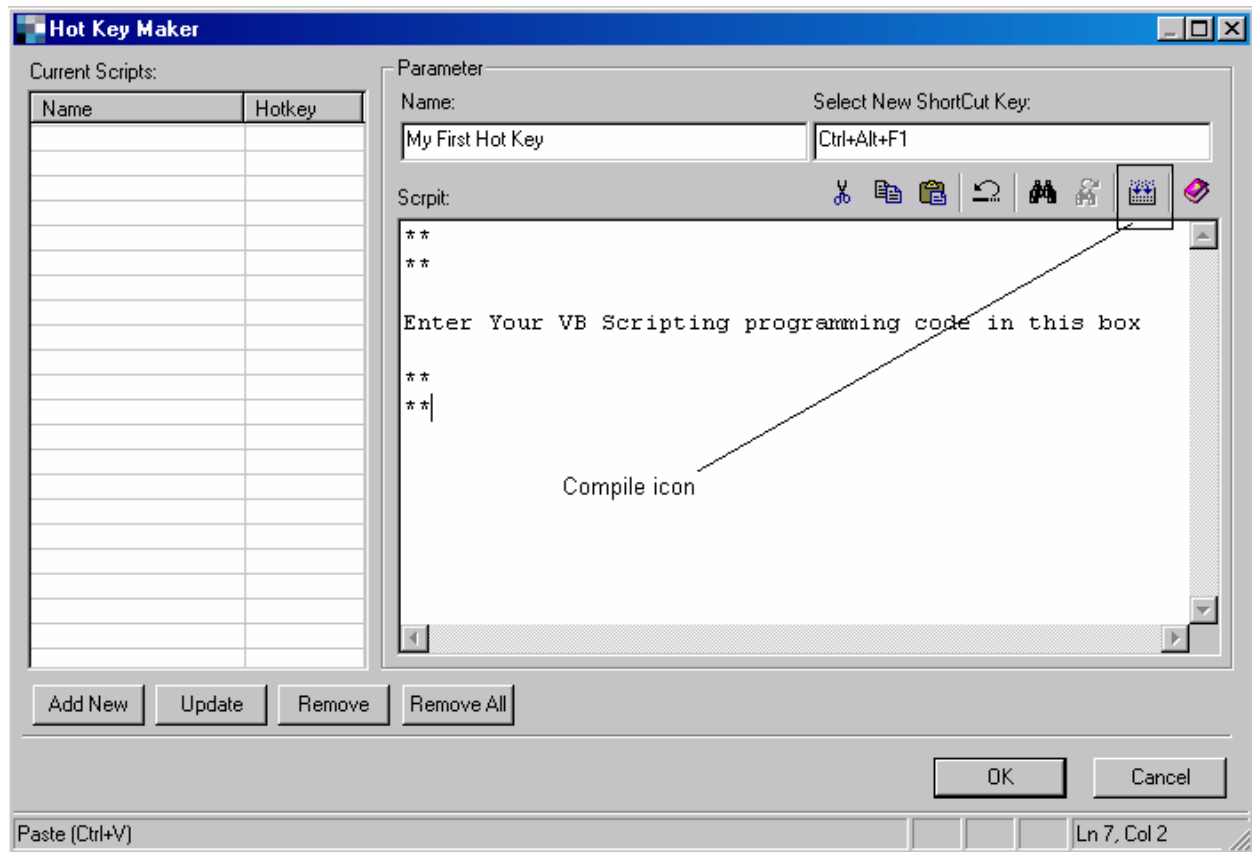 Hot Key Maker
Current Scripts:
Name Hotkey
Parameter
Name: Select New ShortCut Key:
My First Hot Key Ctrl+Alt+F1
Scrpit:
**
**
Enter Your VB Scripting programming code in this box
**
**
Compile icon
Add New Update Remove Remove All
OK Cancel
Paste (Ctrl+V) Ln 7, Col 2